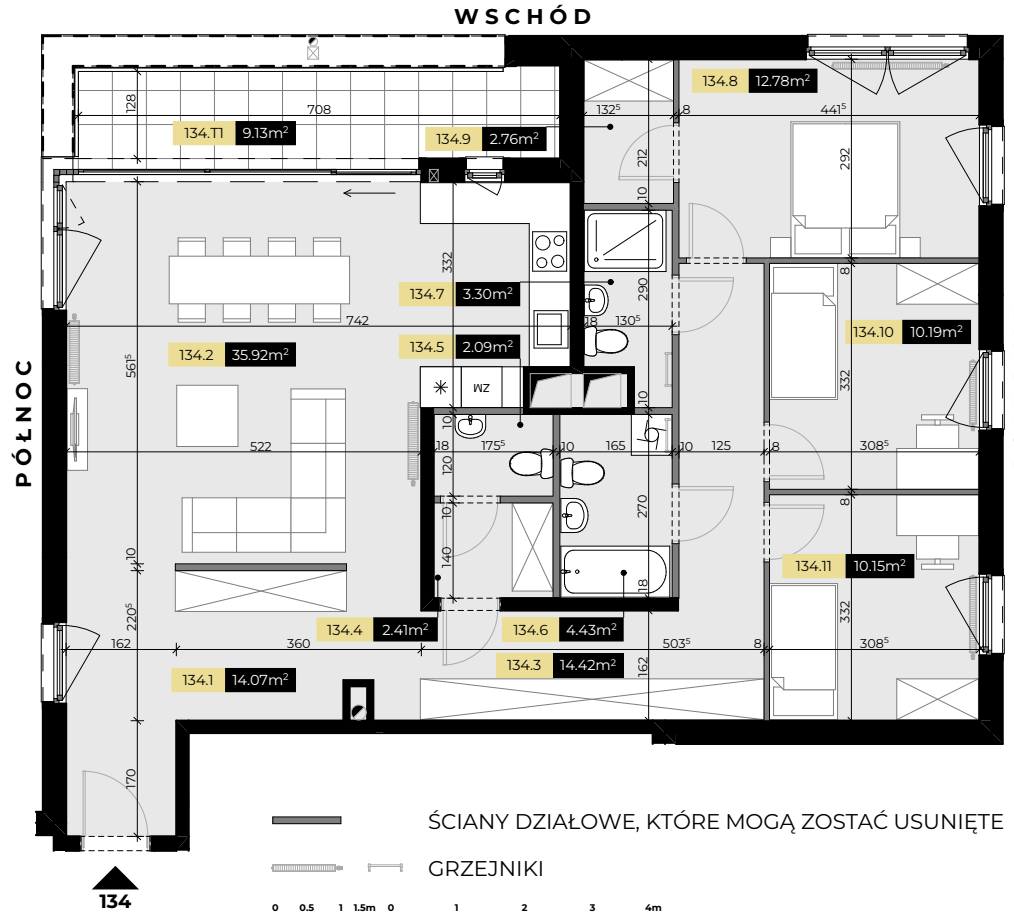 WSCHÓD
PÓŁNOC
134.8 12.78m²
708
132⁵
8
441⁵
128
134.T1 9.13m²
134.9 2.76m²
212
292
10
332
290
8
134.7 3.30m²
742
18
130⁵
134.10 10.19m²
134.2 35.92m²
134.5 2.09m²
561⁵
332
ZM
10
10
522
18
175⁵
10
165
10
125
8
308⁵
120
270
8
10
10
140
18
134.11 10.15m²
220⁵
332
134.4 2.41m²
134.6 4.43m²
162
360
503⁵
8
308⁵
134.3 14.42m²
162
134.1 14.07m²
170
ŚCIANY DZIAŁOWE, KTÓRE MOGĄ ZOSTAĆ USUNIĘTE
GRZEJNIKI
134
0 0.5 1 1.5m 0 1 2 3 4m